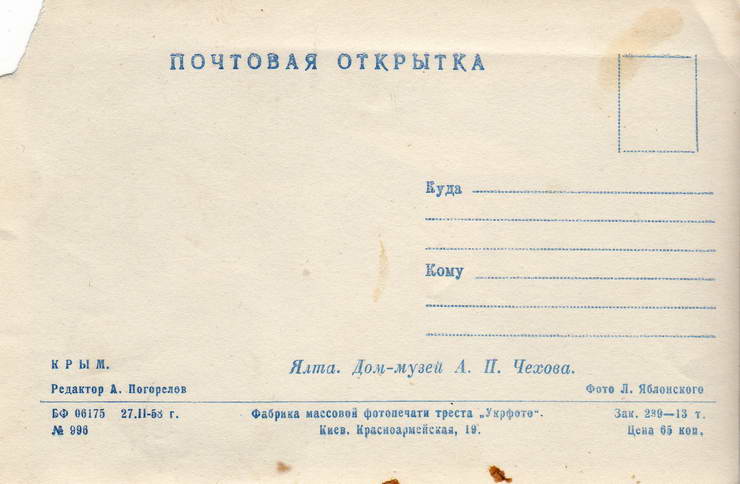 ПОЧТОВАЯ ОТКРЫТКА
Куда
Кому
КРЫМ.
Ялта. Дом-музей А. П. Чехова.
Редактор А. Погорелов
Фото Л. Яблонского
БФ 06175 27.II-58 г.
Фабрика массовой фотопечати треста „Укрфото“.
Зак. 289—13 т.
№ 996
Киев, Красноармейская, 19.
Цена 65 коп.